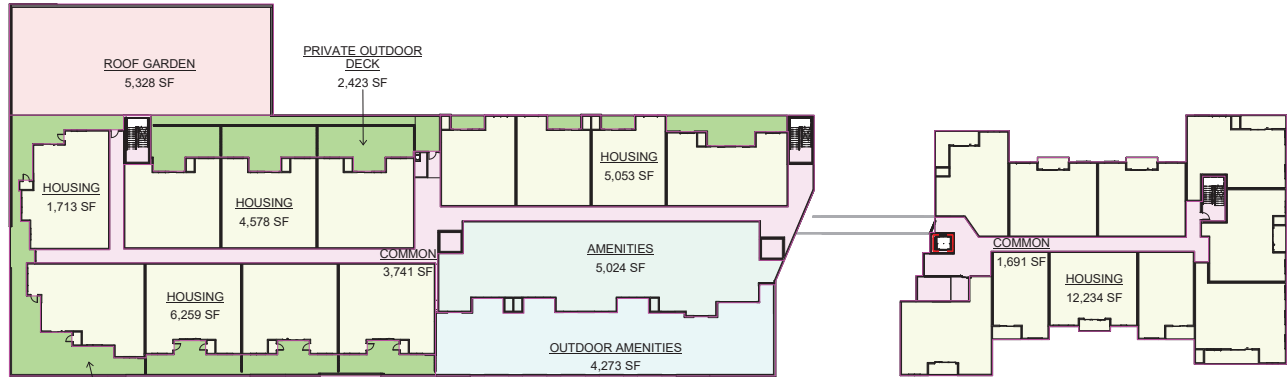 ROOF GARDEN
5,328 SF
PRIVATE OUTDOOR
DECK
2,423 SF
HOUSING
1,713 SF
HOUSING
4,578 SF
HOUSING
5,053 SF
COMMON
3,741 SF
AMENITIES
5,024 SF
HOUSING
6,259 SF
OUTDOOR AMENITIES
4,273 SF
COMMON
1,691 SF
HOUSING
12,234 SF